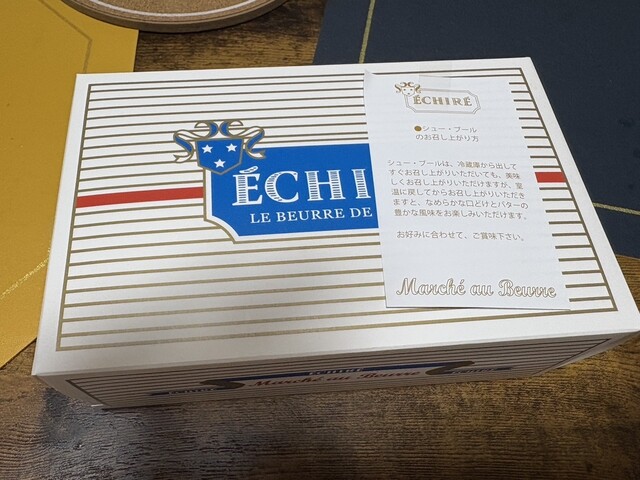 ÉCHIRÉ
●シュー・ブール
のお召し上がり方
シュー・ブールは、冷蔵庫から出して
すぐお召し上がりいただいても、美味
しくお召し上がりいただけますが、室
温に戻してからお召し上がりいただき
ますと、なめらかな口どけとバターの
豊かな風味をお楽しみいただけます。
お好みに合わせて、ご賞味下さい。
Marché au Beurre
ÉCHI
LE BEURRE DE
ÉCHIRÉ
Marché au Beurre